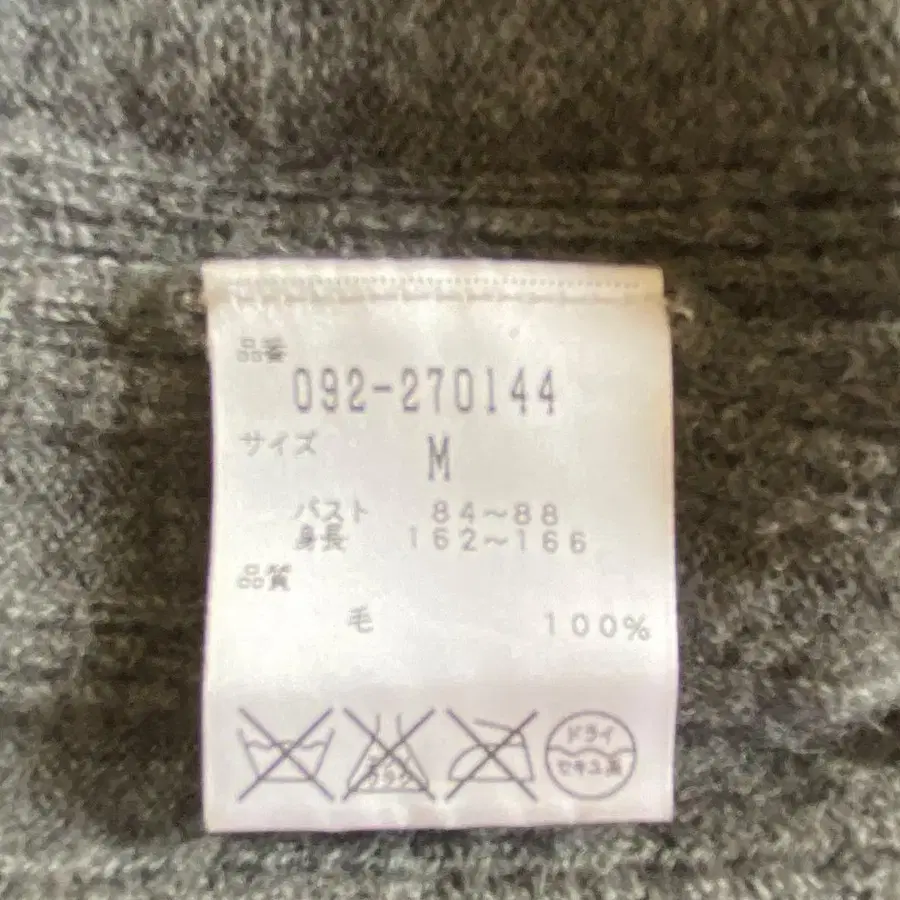 品番
092-270144
サイズ
M
バスト 84~88
身長 162~166
品質
毛 100%
ドライ
セキユ系